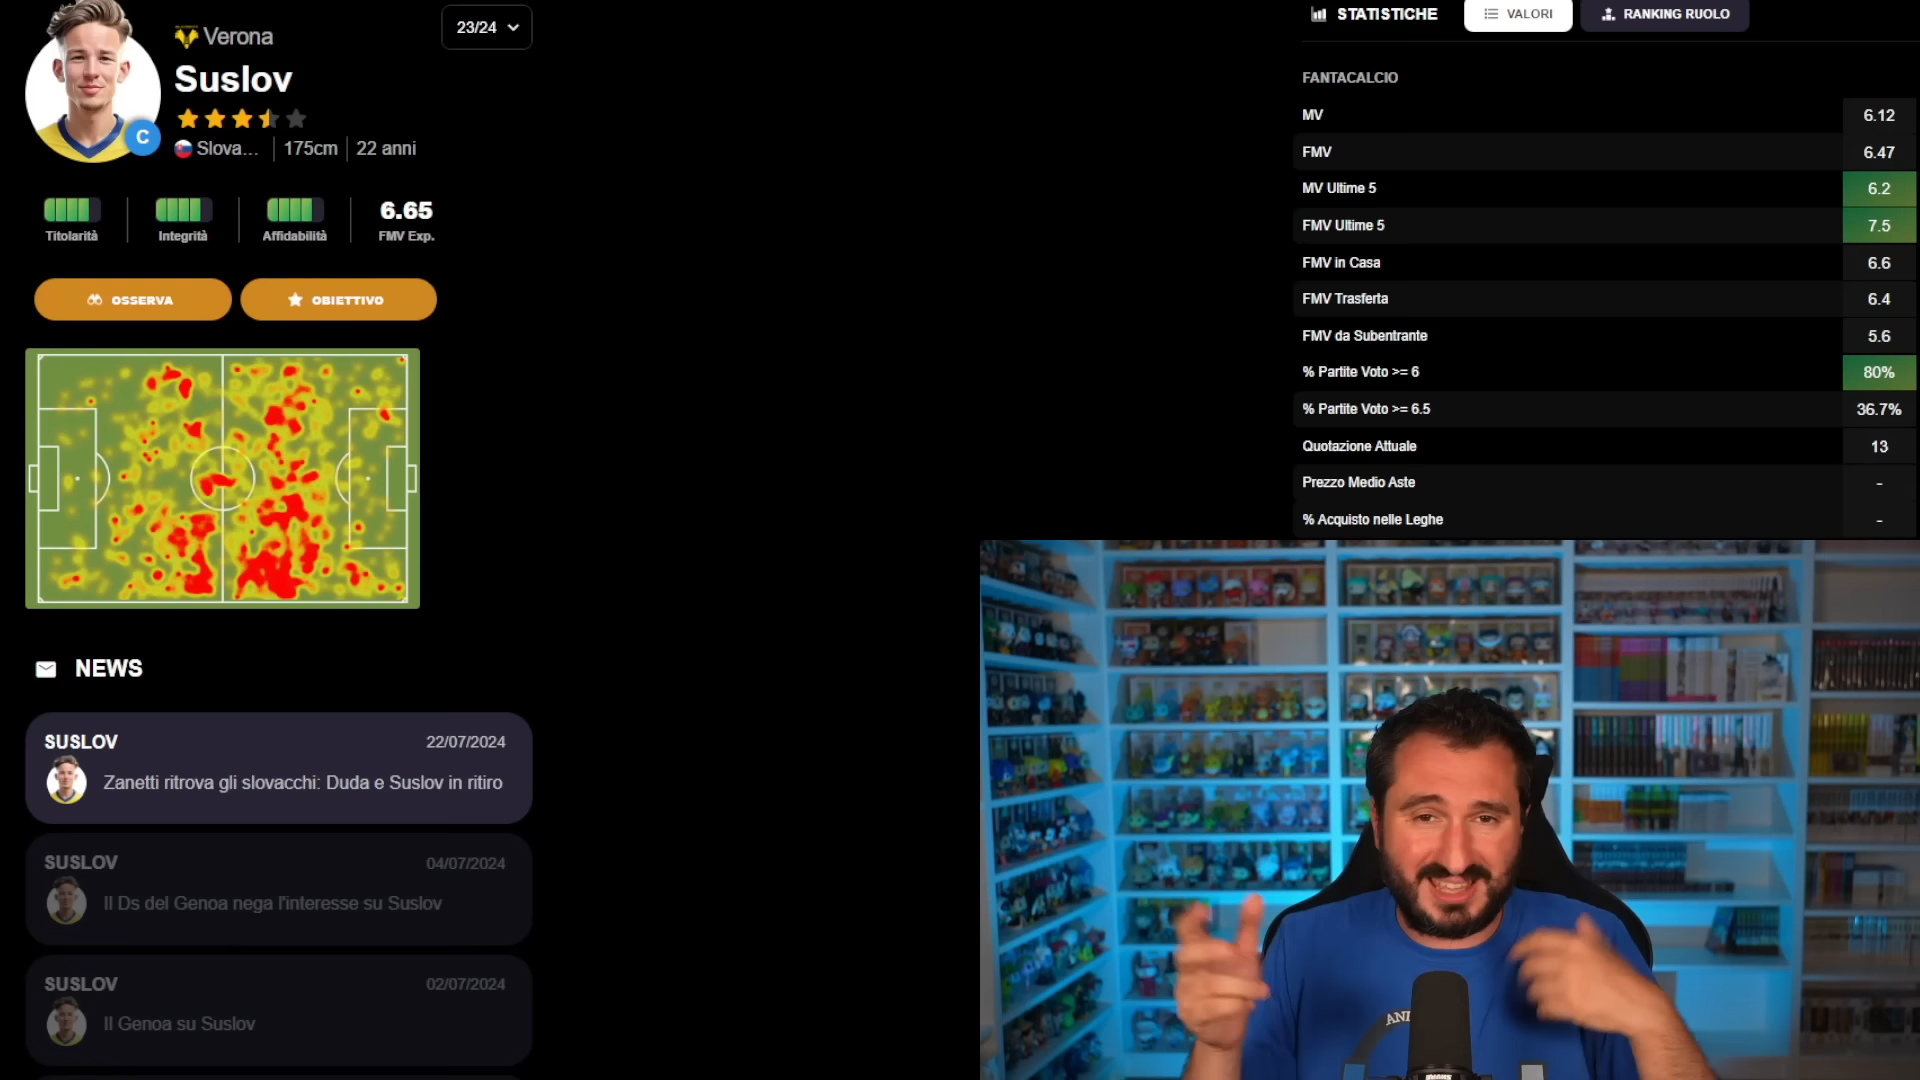 Verona
23/24
Suslov
C
Slova...
175cm
22 anni
Titolarità
Integrità
Affidabilità
6.65
FMV Exp.
OSSERVA
OBIETTIVO
NEWS
SUSLOV
22/07/2024
Zanetti ritrova gli slovacchi: Duda e Suslov in ritiro
SUSLOV
04/07/2024
Il Ds del Genoa nega l'interesse su Suslov
SUSLOV
02/07/2024
Il Genoa su Suslov
STATISTICHE
VALORI
RANKING RUOLO
FANTACALCIO
MV 6.12
FMV 6.47
MV Ultime 5 6.2
FMV Ultime 5 7.5
FMV in Casa 6.6
FMV Trasferta 6.4
FMV da Subentrante 5.6
% Partite Voto >= 6 80%
% Partite Voto >= 6.5 36.7%
Quotazione Attuale 13
Prezzo Medio Aste -
% Acquisto nelle Leghe -